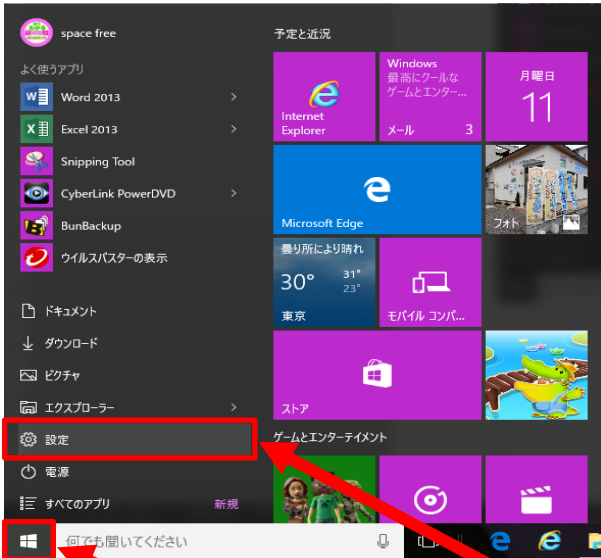 space free
よく使うアプリ
Word 2013
Excel 2013
Snipping Tool
CyberLink PowerDVD
BunBackup
ウイルスバスターの表示
ドキュメント
ダウンロード
ピクチャ
エクスプローラー
設定
電源
すべてのアプリ 新規
何でも聞いてください
予定と近況
Internet
Explorer
Windows
最高にクールな
ゲームとエンター...
メール 3
月曜日
11
Microsoft Edge
フォト
曇り所により晴れ
30° 31°
23°
東京
モバイル コンパ...
ストア
ゲームとエンターテイメント